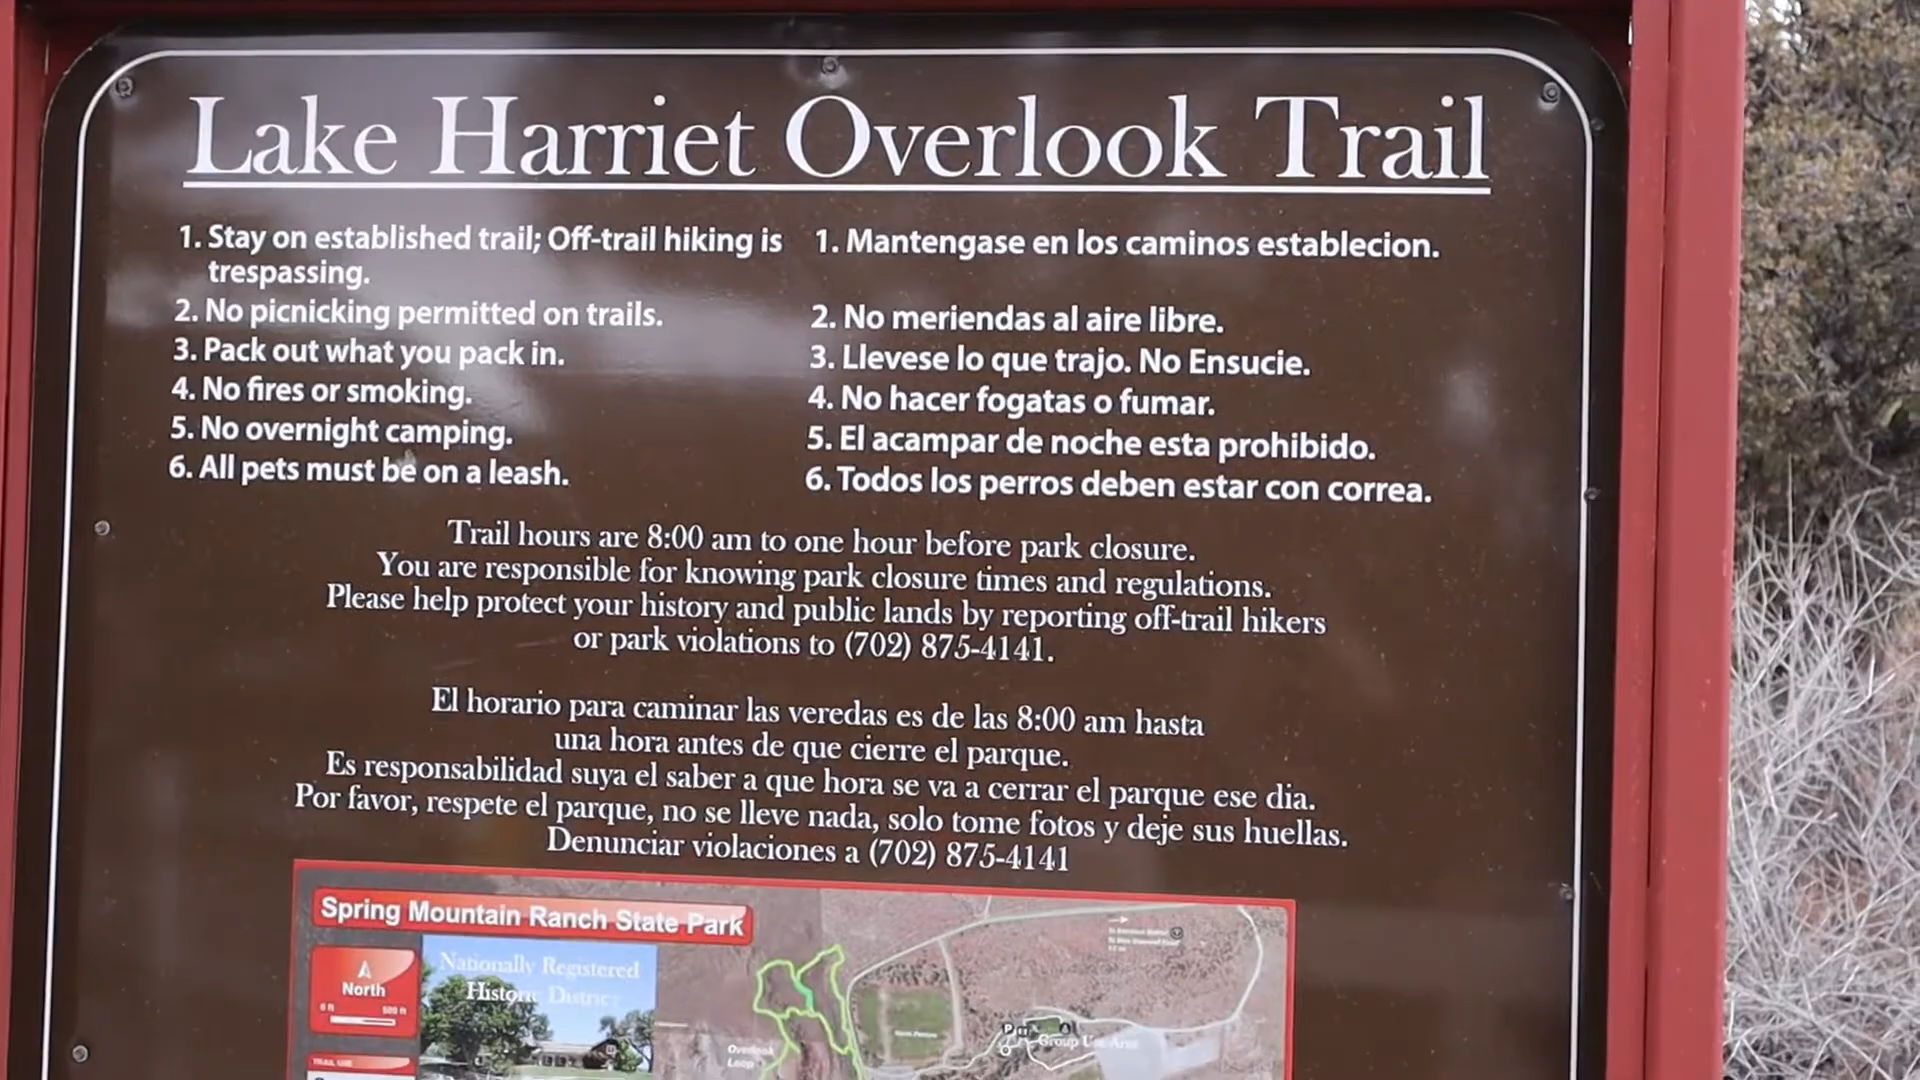 Lake Harriet Overlook Trail
1. Stay on established trail; Off-trail hiking is
trespassing.
2. No picnicking permitted on trails.
3. Pack out what you pack in.
4. No fires or smoking.
5. No overnight camping.
6. All pets must be on a leash.
1. Mantengase en los caminos establecion.
2. No meriendas al aire libre.
3. Llevese lo que trajo. No Ensucie.
4. No hacer fogatas o fumar.
5. El acampar de noche esta prohibido.
6. Todos los perros deben estar con correa.
Trail hours are 8:00 am to one hour before park closure.
You are responsible for knowing park closure times and regulations.
Please help protect your history and public lands by reporting off-trail hikers
or park violations to (702) 875-4141.
El horario para caminar las veredas es de las 8:00 am hasta
una hora antes de que cierre el parque.
Es responsabilidad suya el saber a que hora se va a cerrar el parque ese dia.
Por favor, respete el parque, no se lleve nada, solo tome fotos y deje sus huellas.
Denunciar violaciones a (702) 875-4141
Spring Mountain Ranch State Park
North
0 ft 500 ft
TRAIL USE
Nationally Registered
Historic District
Overlook
Loop
P
Group Use Area